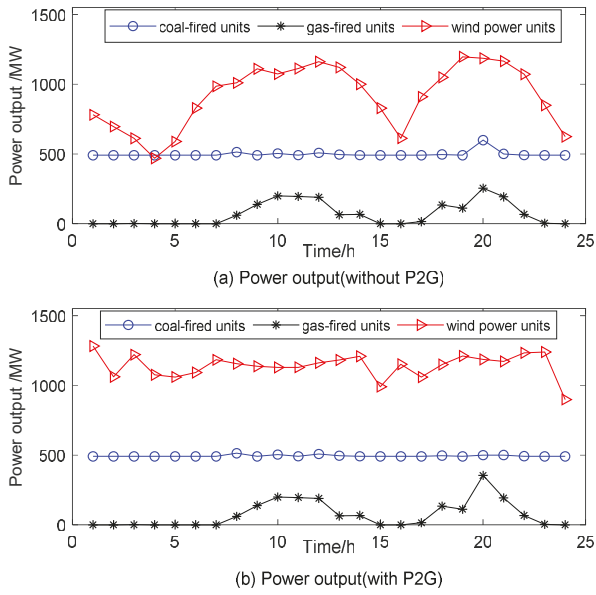 1500
coal-fired units
gas-fired units
wind power units
1000
Power output /MW
500
0
0
5
10
15
20
25
Time/h
(a) Power output(without P2G)
1500
coal-fired units
gas-fired units
wind power units
1000
Power output /MW
500
0
0
5
10
15
20
25
Time/h
(b) Power output(with P2G)